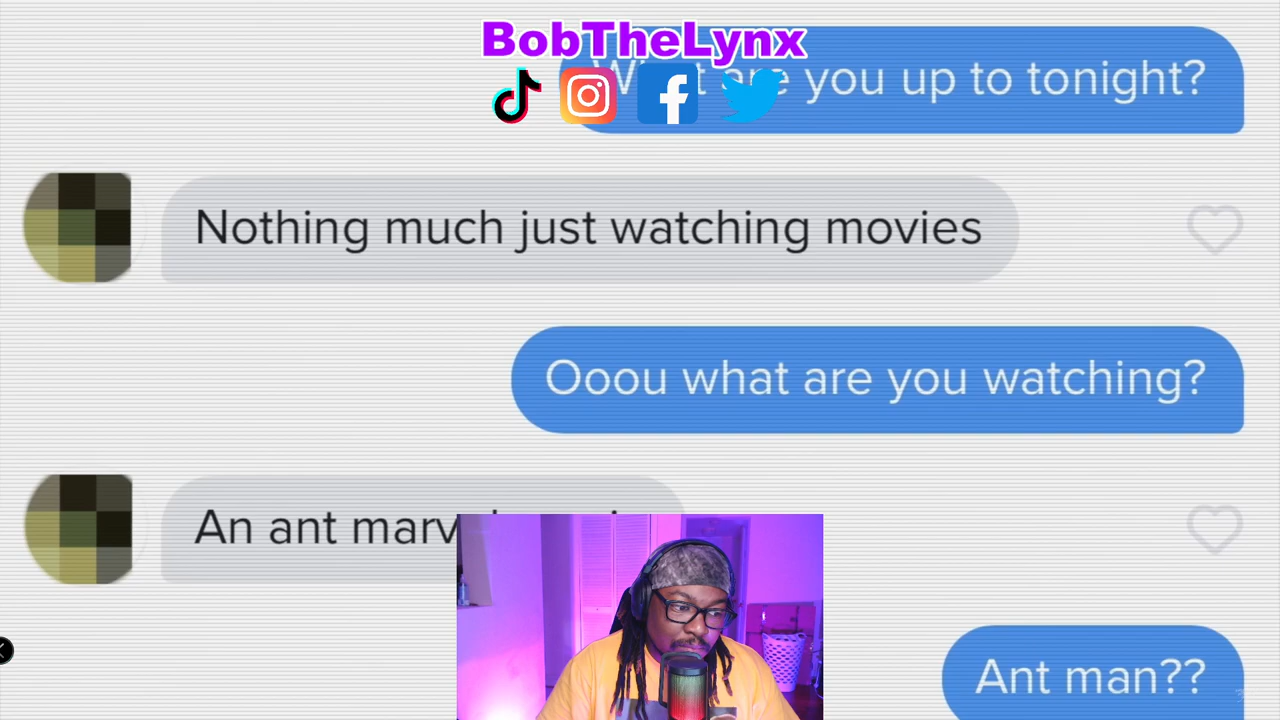 BobTheLynx
are you up to tonight?
Nothing much just watching movies
Ooou what are you watching?
An ant
Ant man??